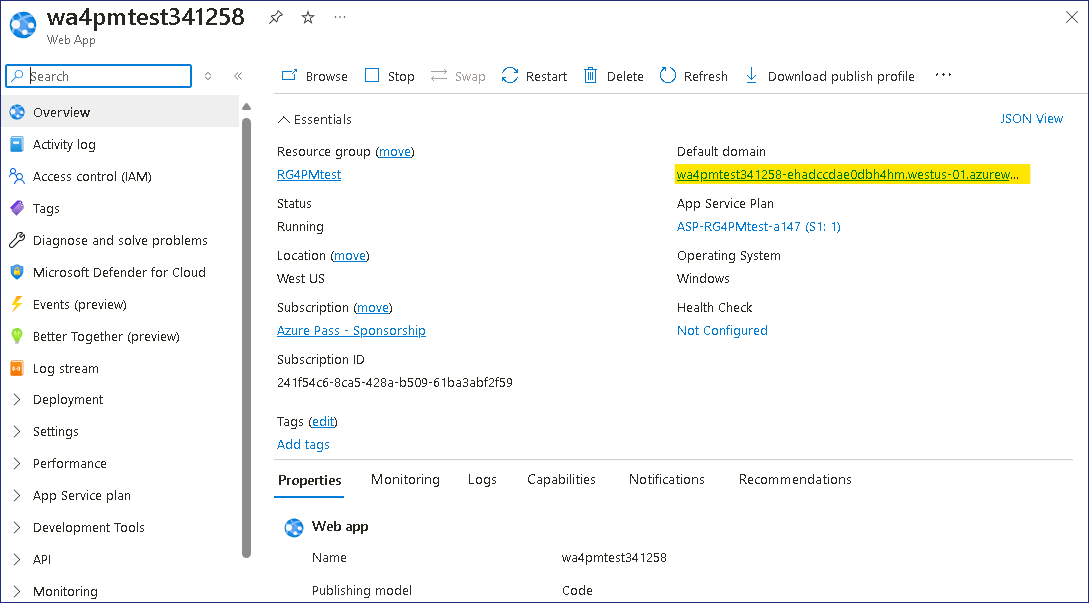 wa4pmtest341258
Web App
Search
Browse Stop Swap Restart Delete Refresh Download publish profile
Overview
Activity log
Access control (IAM)
Tags
Diagnose and solve problems
Microsoft Defender for Cloud
Events (preview)
Better Together (preview)
Log stream
Deployment
Settings
Performance
App Service plan
Development Tools
API
Monitoring
Essentials
JSON View
Resource group (move)
RG4PMtest
Status
Running
Location (move)
West US
Subscription (move)
Azure Pass - Sponsorship
Subscription ID
241f54c6-8ca5-428a-b509-61ba3abf2f59
Tags (edit)
Add tags
Default domain
wa4pmtest341258-ehadccdae0dbh4hm.westus-01.azurew...
App Service Plan
ASP-RG4PMtest-a147 (S1: 1)
Operating System
Windows
Health Check
Not Configured
Properties Monitoring Logs Capabilities Notifications Recommendations
Web app
Name wa4pmtest341258
Publishing model Code